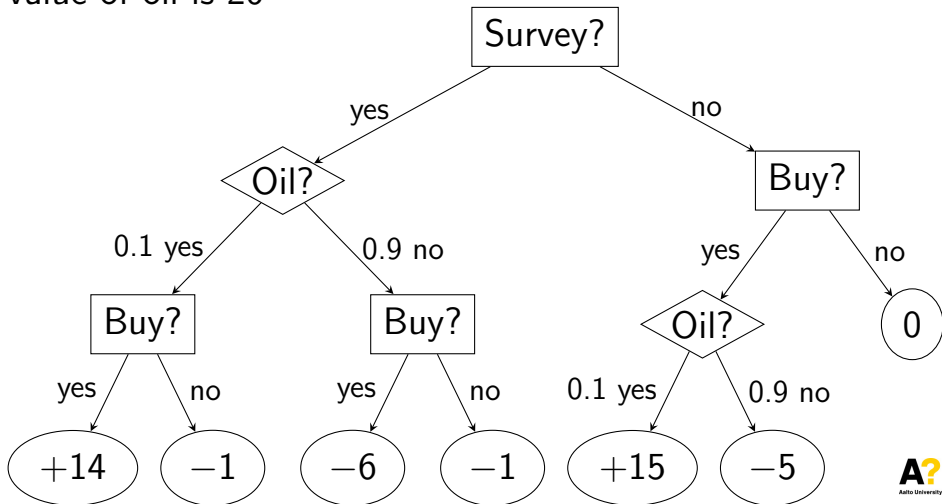 value of oil is 20
Survey?
yes
no
Oil?
Buy?
0.1 yes
0.9 no
yes
no
Buy?
Buy?
Oil?
0
yes
no
yes
no
0.1 yes
0.9 no
+14
−1
−6
−1
+15
−5
A?
Aalto University